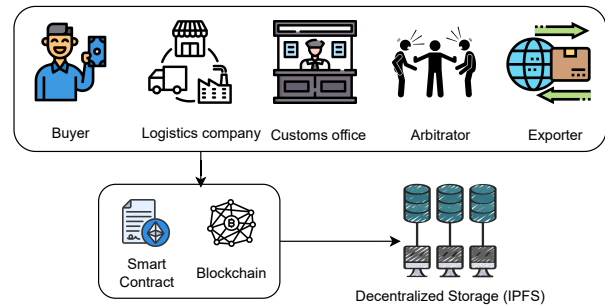 Buyer
Logistics company
Customs office
Arbitrator
Exporter
Smart
Contract
Blockchain
Decentralized Storage (IPFS)